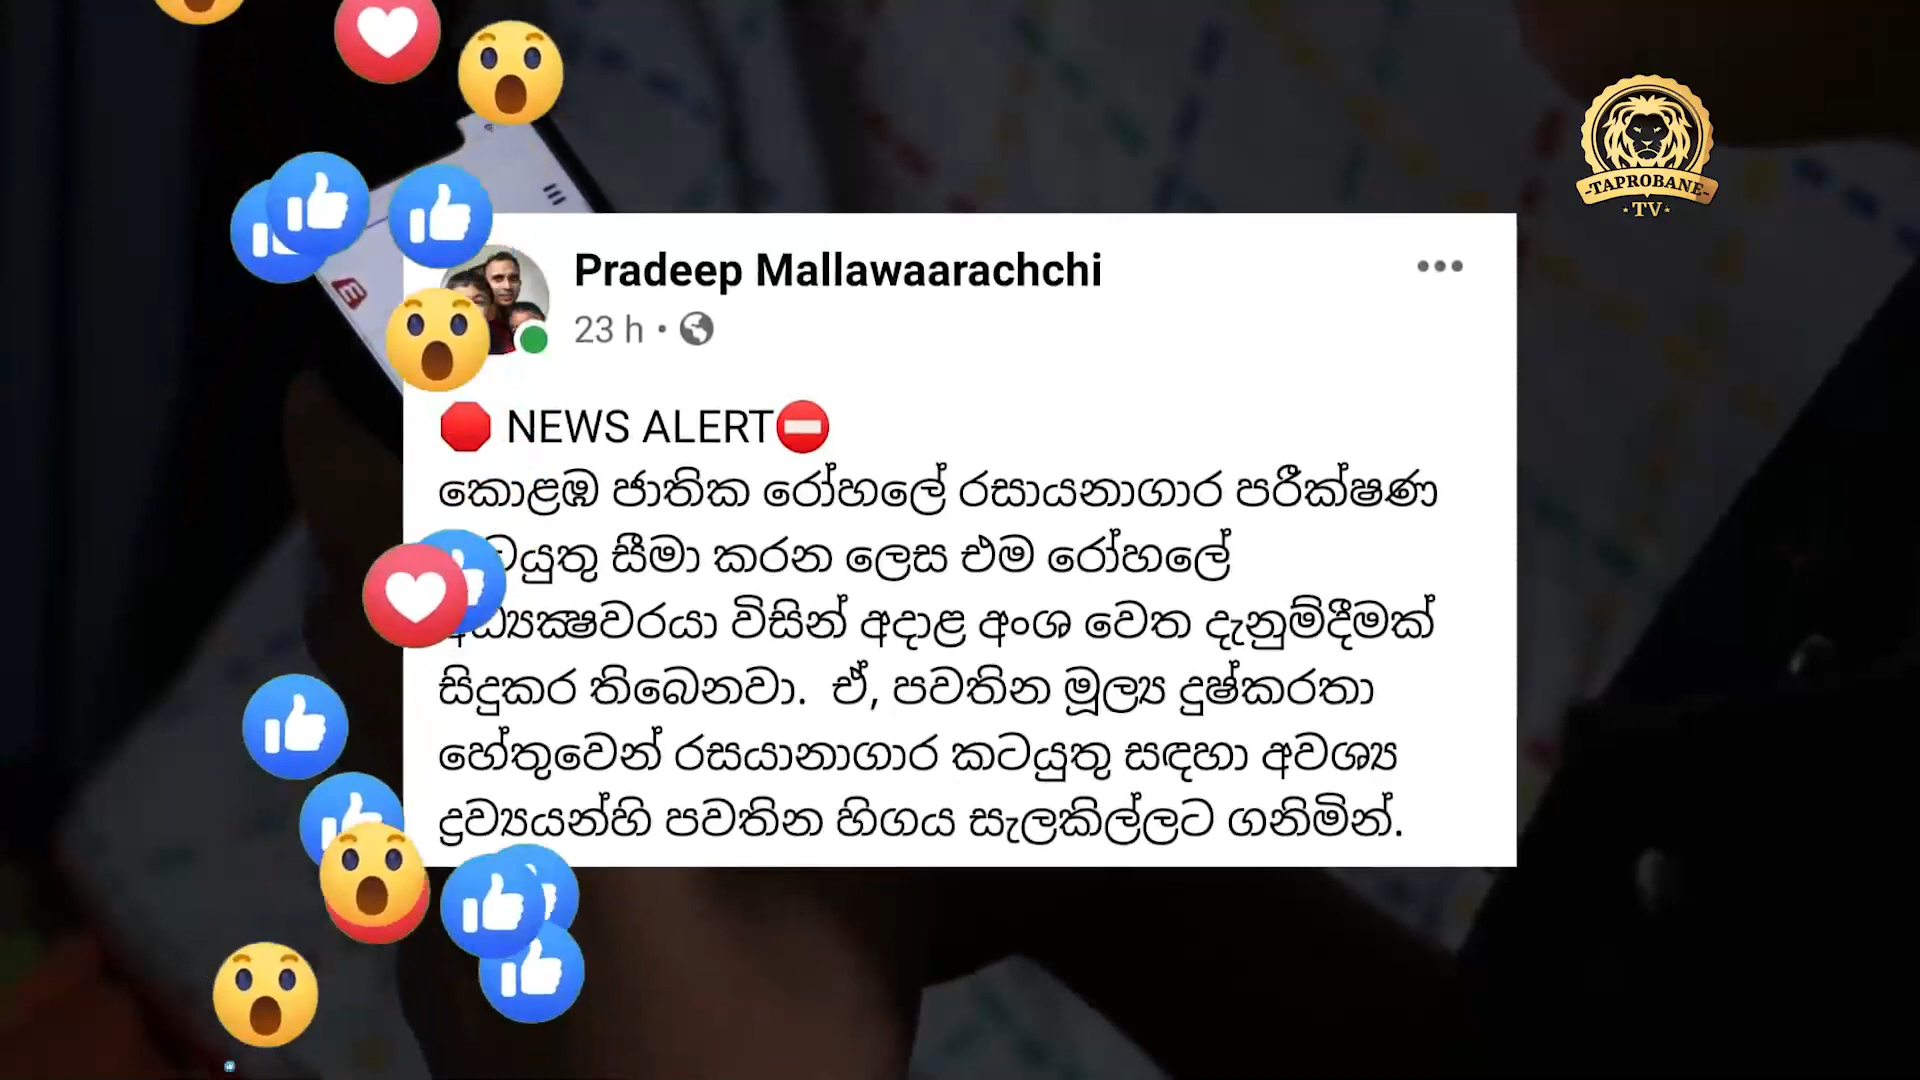 -TAPROBANE-
TV
Pradeep Mallawaarachchi
23 h
NEWS ALERT
කොළඹ ජාතික රෝහලේ රසායනාගාර පරීක්ෂණ
සීමා කරන ලෙස එම රෝහලේ
විසින් අදාළ අංශ වෙත දැනුම්දීමක්
සිදුකර තිබෙනවා. ඒ, පවතින මූල්‍ය දුෂ්කරතා
හේතුවෙන් රසයානාගාර කටයුතු සඳහා අවශ්‍ය
ද්‍රව්‍යයන්හි පවතින හිගය සැලකිල්ලට ගනිමින්.